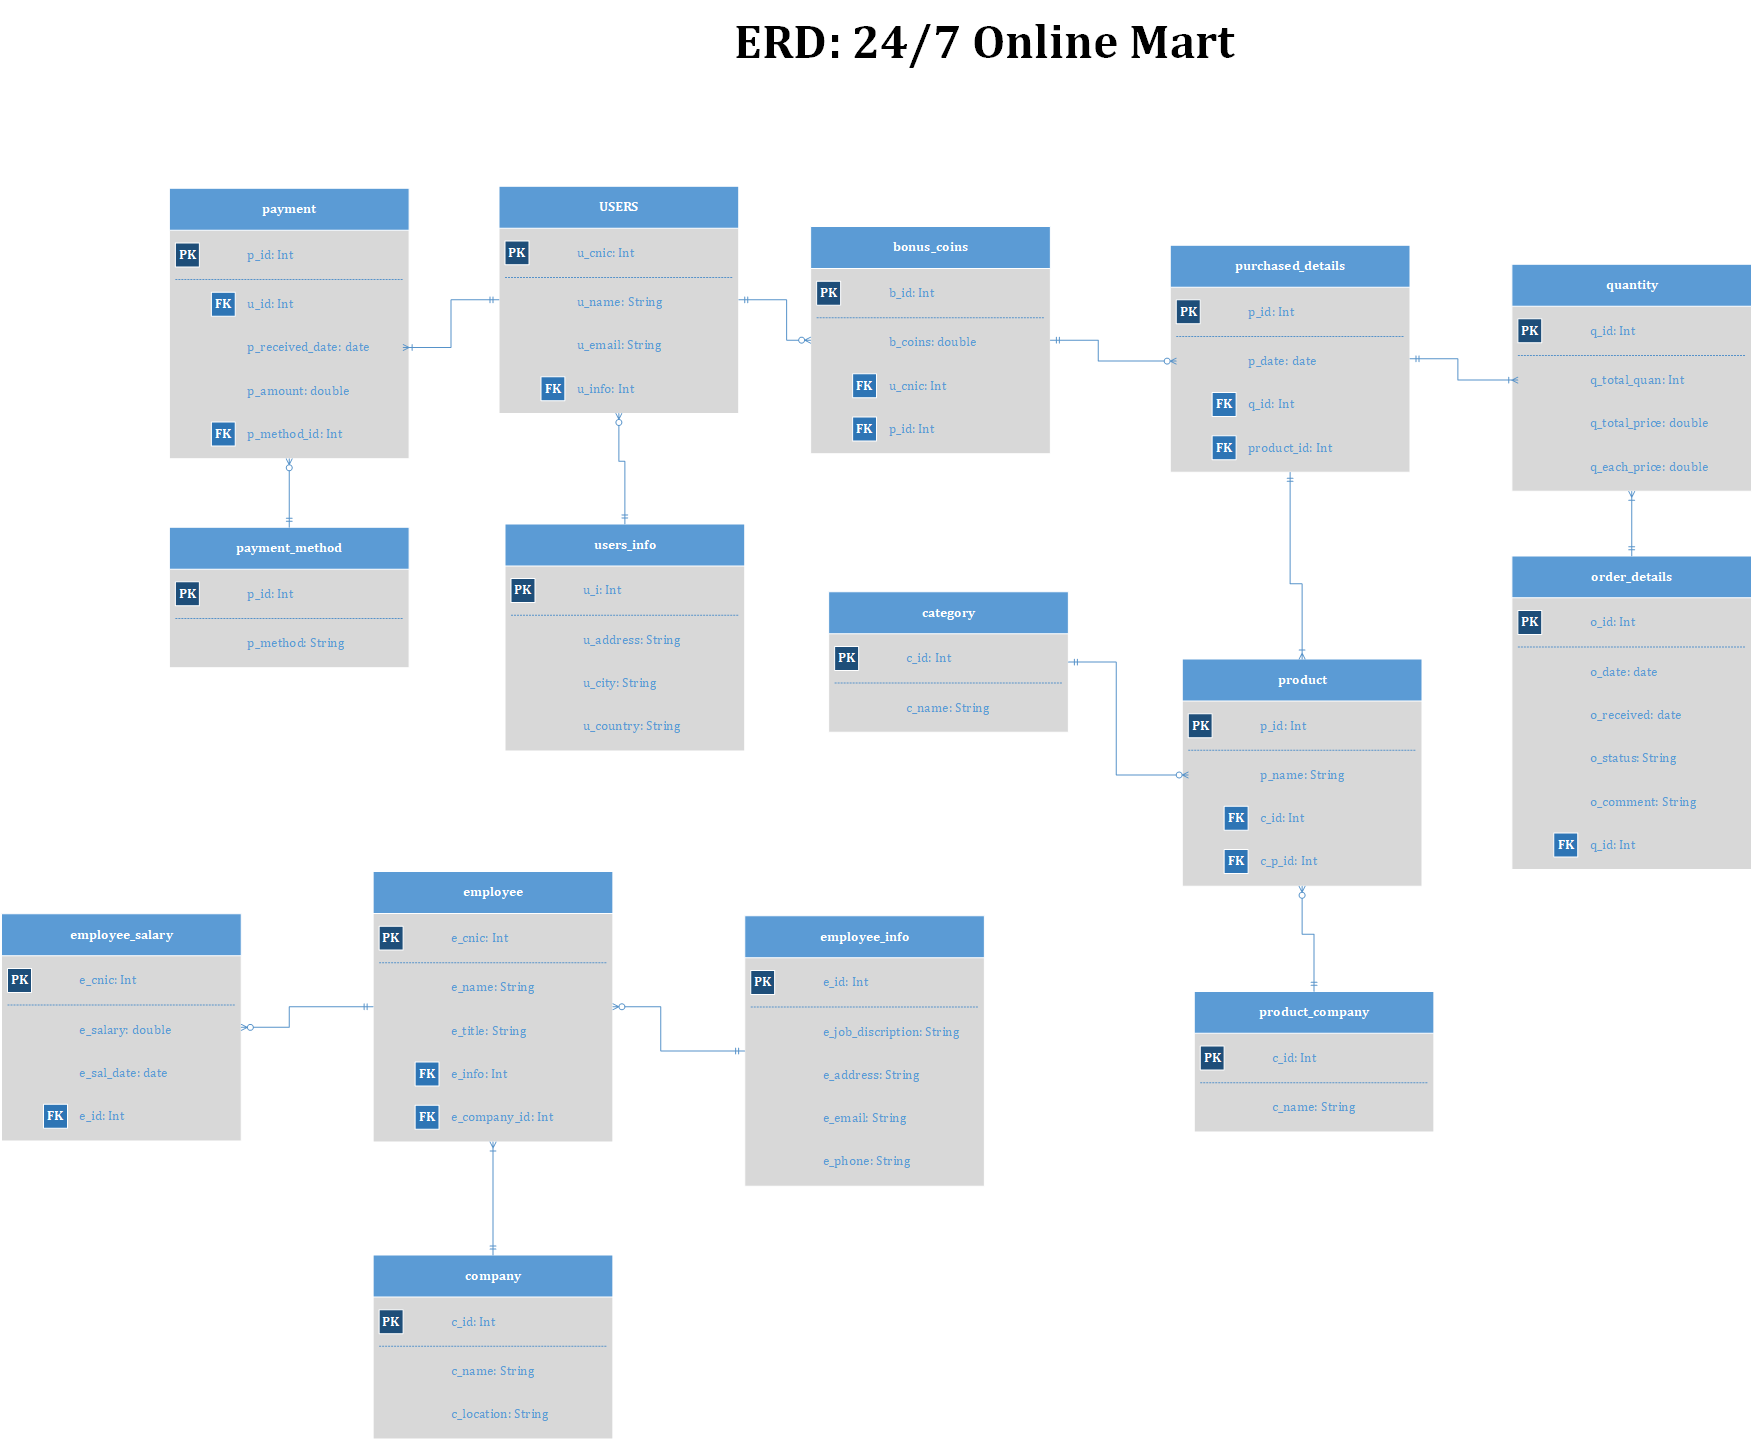 ERD: 24/7 Online Mart
payment
PK p_id: Int
FK u_id: Int
p_received_date: date
p_amount: double
FK p_method_id: Int
USERS
PK u_cnic: Int
u_name: String
u_email: String
FK u_info: Int
bonus_coins
PK b_id: Int
b_coins: double
FK u_cnic: Int
FK p_id: Int
purchased_details
PK p_id: Int
p_date: date
FK q_id: Int
FK product_id: Int
quantity
PK q_id: Int
q_total_quan: Int
q_total_price: double
q_each_price: double
payment_method
PK p_id: Int
p_method: String
users_info
PK u_i: Int
u_address: String
u_city: String
u_country: String
category
PK c_id: Int
c_name: String
product
PK p_id: Int
p_name: String
FK c_id: Int
FK c_p_id: Int
order_details
PK o_id: Int
o_date: date
o_received: date
o_status: String
o_comment: String
FK q_id: Int
employee_salary
PK e_cnic: Int
e_salary: double
e_sal_date: date
FK e_id: Int
employee
PK e_cnic: Int
e_name: String
e_title: String
FK e_info: Int
FK e_company_id: Int
employee_info
PK e_id: Int
e_job_discription: String
e_address: String
e_email: String
e_phone: String
product_company
PK c_id: Int
c_name: String
company
PK c_id: Int
c_name: String
c_location: String